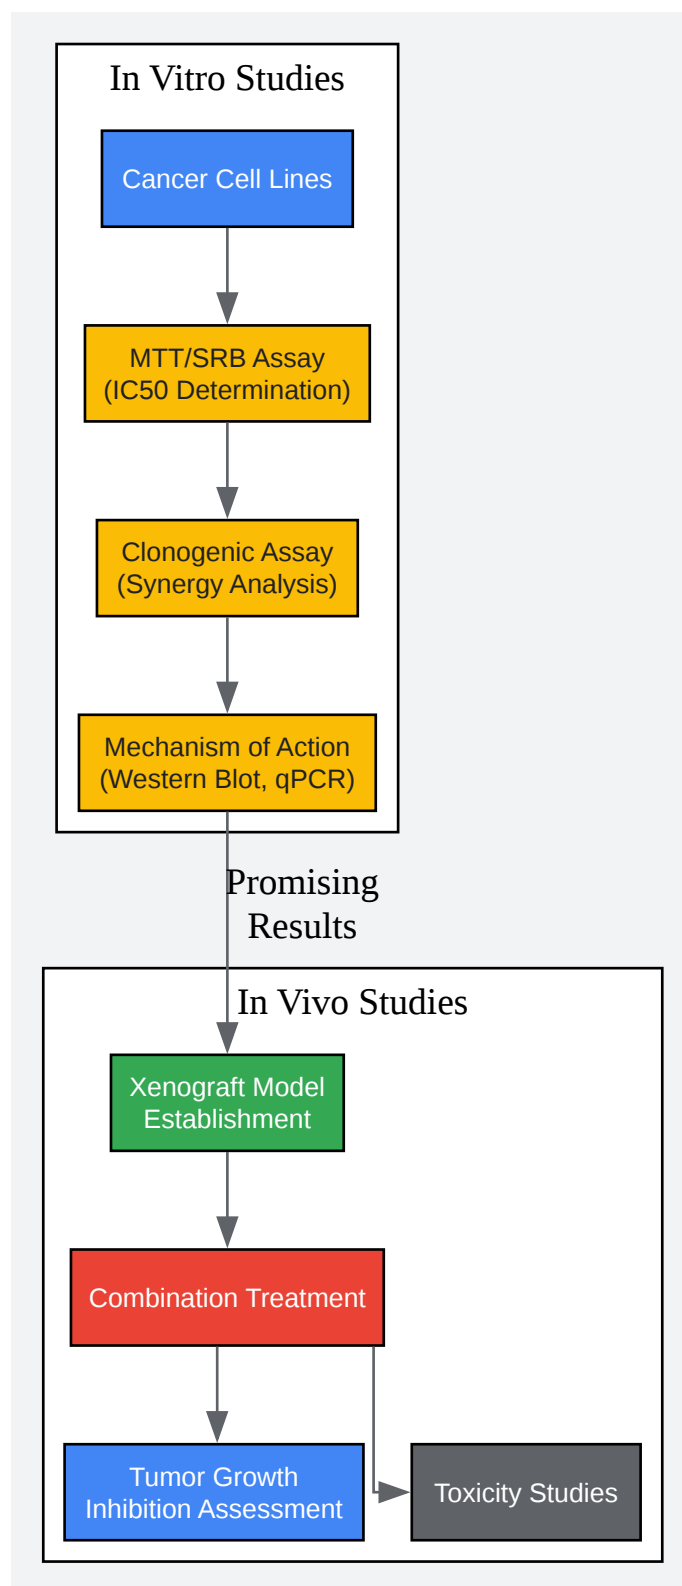 In Vitro Studies
Cancer Cell Lines
MTT/SRB Assay
(IC50 Determination)
Clonogenic Assay
(Synergy Analysis)
Mechanism of Action
(Western Blot, qPCR)
Promising
Results
In Vivo Studies
Xenograft Model
Establishment
Combination Treatment
Tumor Growth
Inhibition Assessment
Toxicity Studies